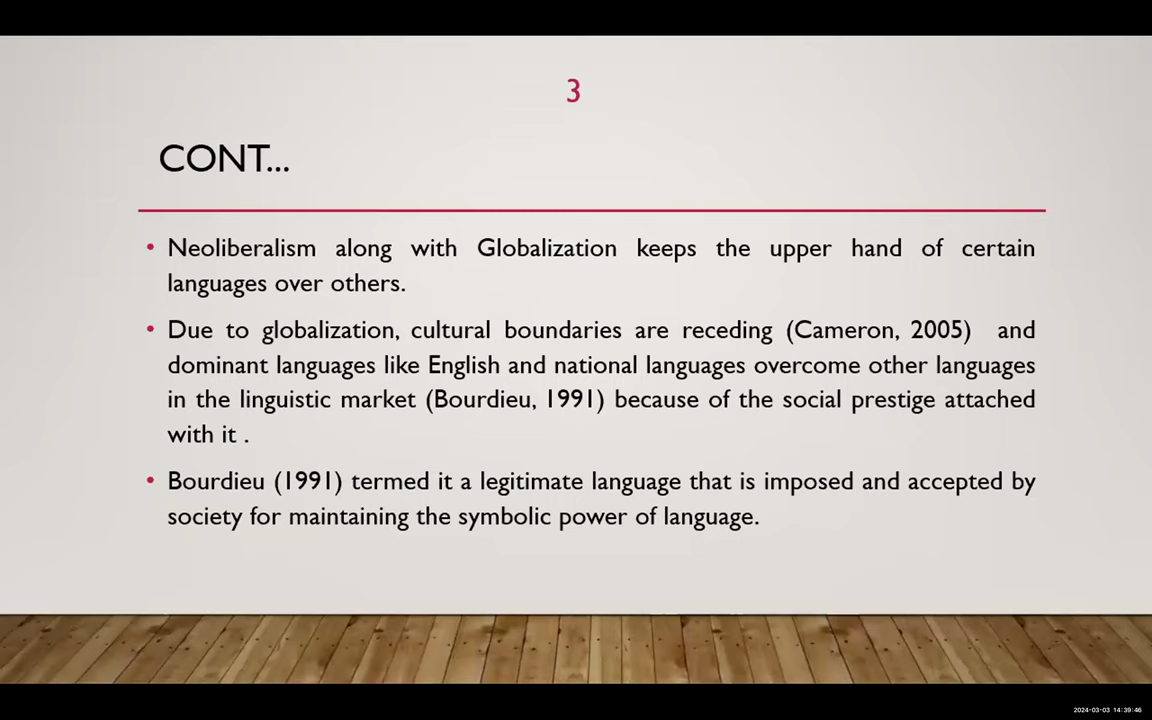 3
CONT...
• Neoliberalism along with Globalization keeps the upper hand of certain
languages over others.
• Due to globalization, cultural boundaries are receding (Cameron, 2005) and
dominant languages like English and national languages overcome other languages
in the linguistic market (Bourdieu, 1991) because of the social prestige attached
with it .
• Bourdieu (1991) termed it a legitimate language that is imposed and accepted by
society for maintaining the symbolic power of language.
2024-03-03 14:39:46